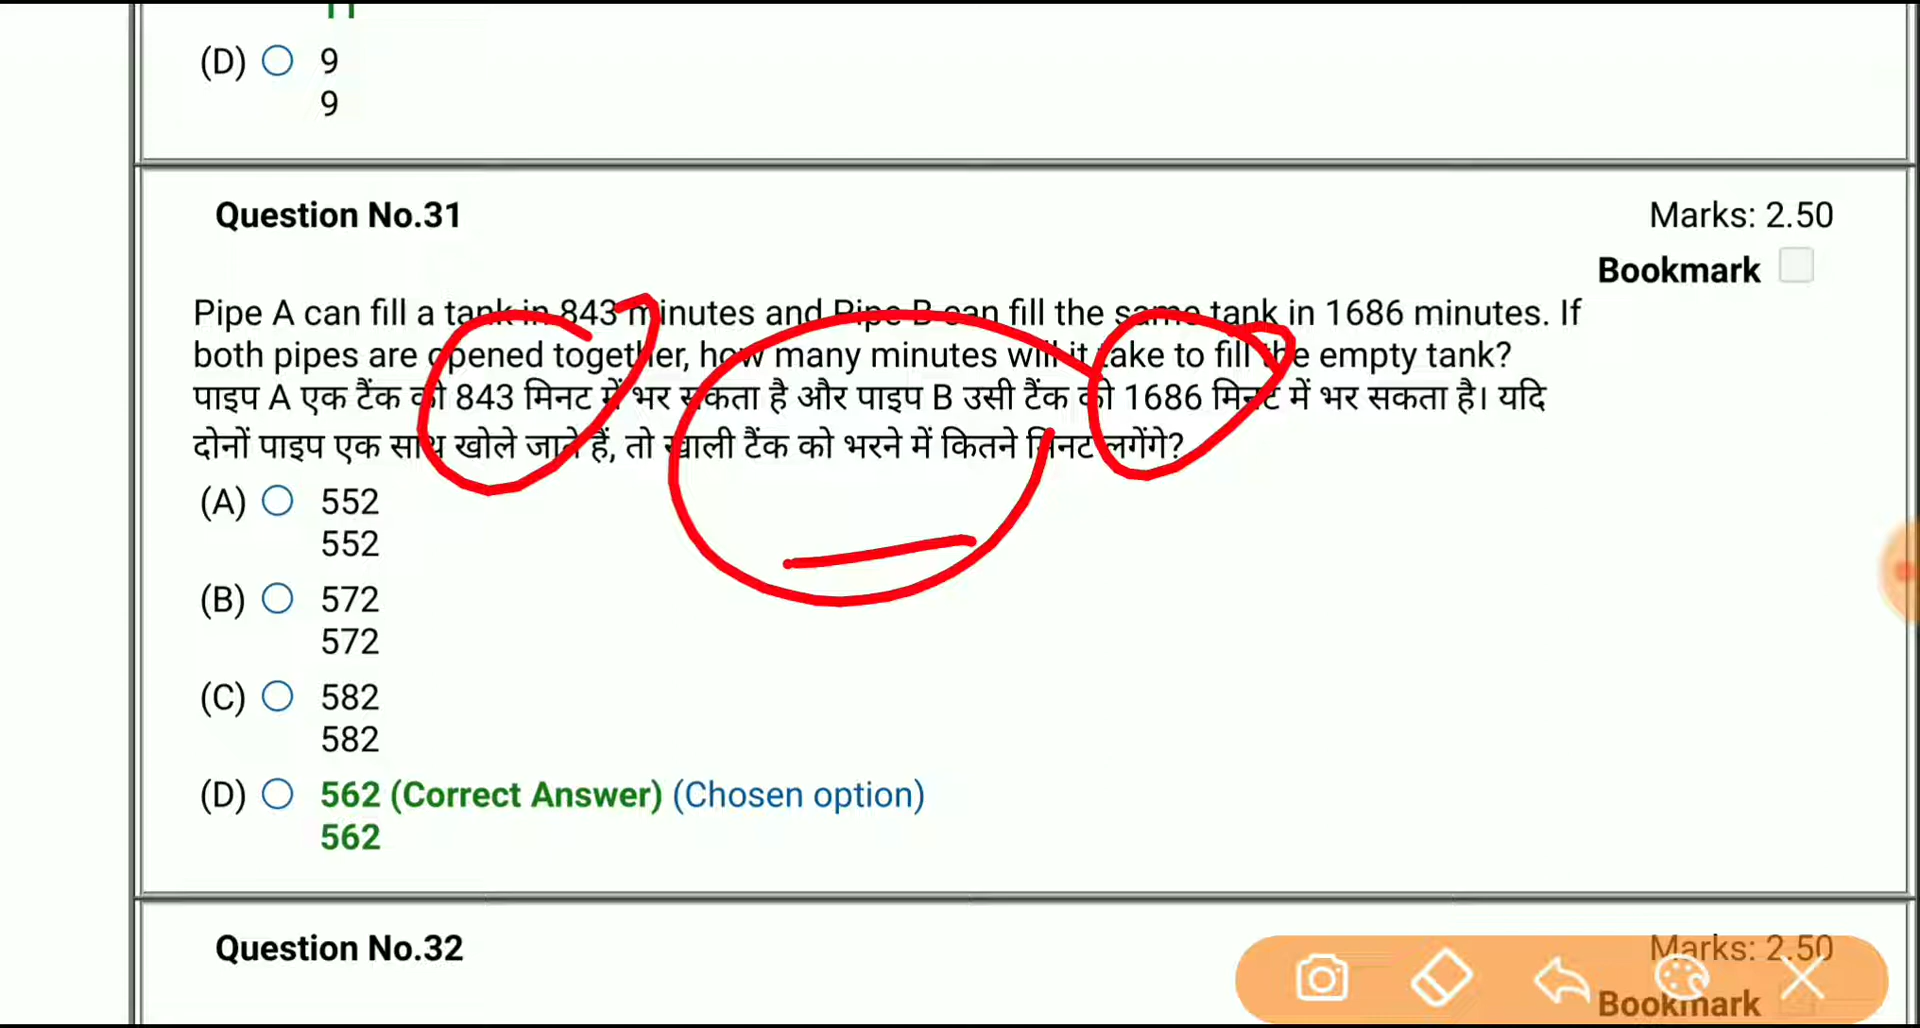 (D) 9
9
Question No.31
Marks: 2.50
Bookmark
Pipe A can fill a tank in 843 minutes and Pipe B can fill the same tank in 1686 minutes. If
both pipes are opened together, how many minutes will it take to fill the empty tank?
पाइप A एक टैंक को 843 मिनट में भर सकता है और पाइप B उसी टैंक को 1686 मिनट में भर सकता है। यदि
दोनों पाइप एक साथ खोले जाते हैं, तो खाली टैंक को भरने में कितने मिनट लगेंगे?
(A) 552
552
(B) 572
572
(C) 582
582
(D) 562 (Correct Answer) (Chosen option)
562
Question No.32
Marks: 2.50
Bookmark